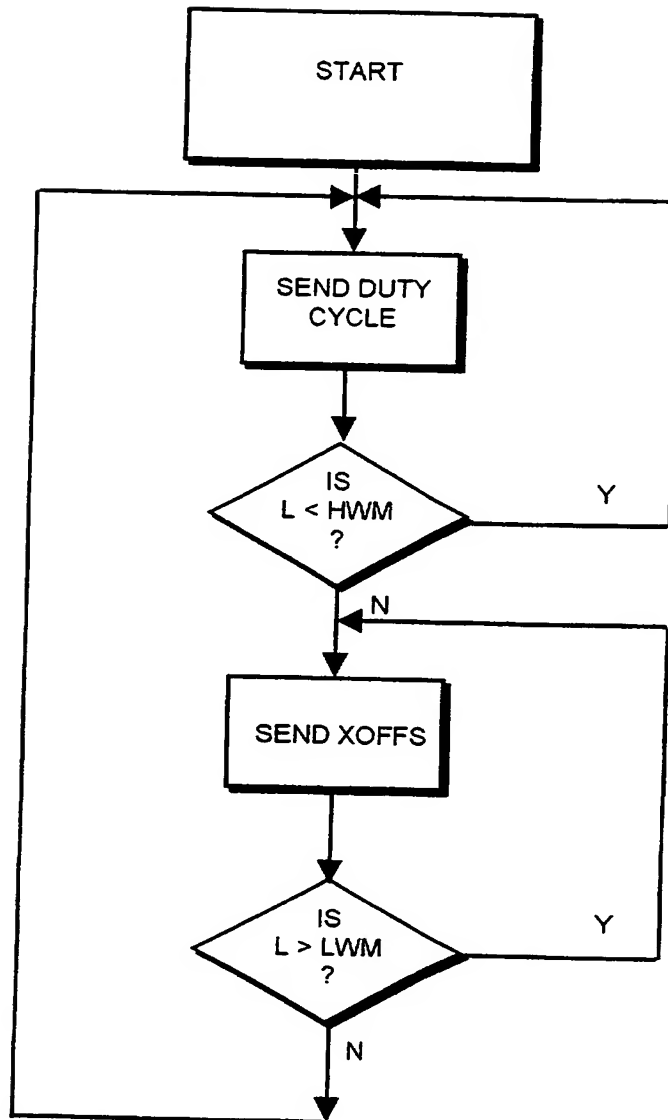 START
SEND DUTY
CYCLE
IS
L < HWM
?
Y
N
SEND XOFFS
IS
L > LWM
?
Y
N